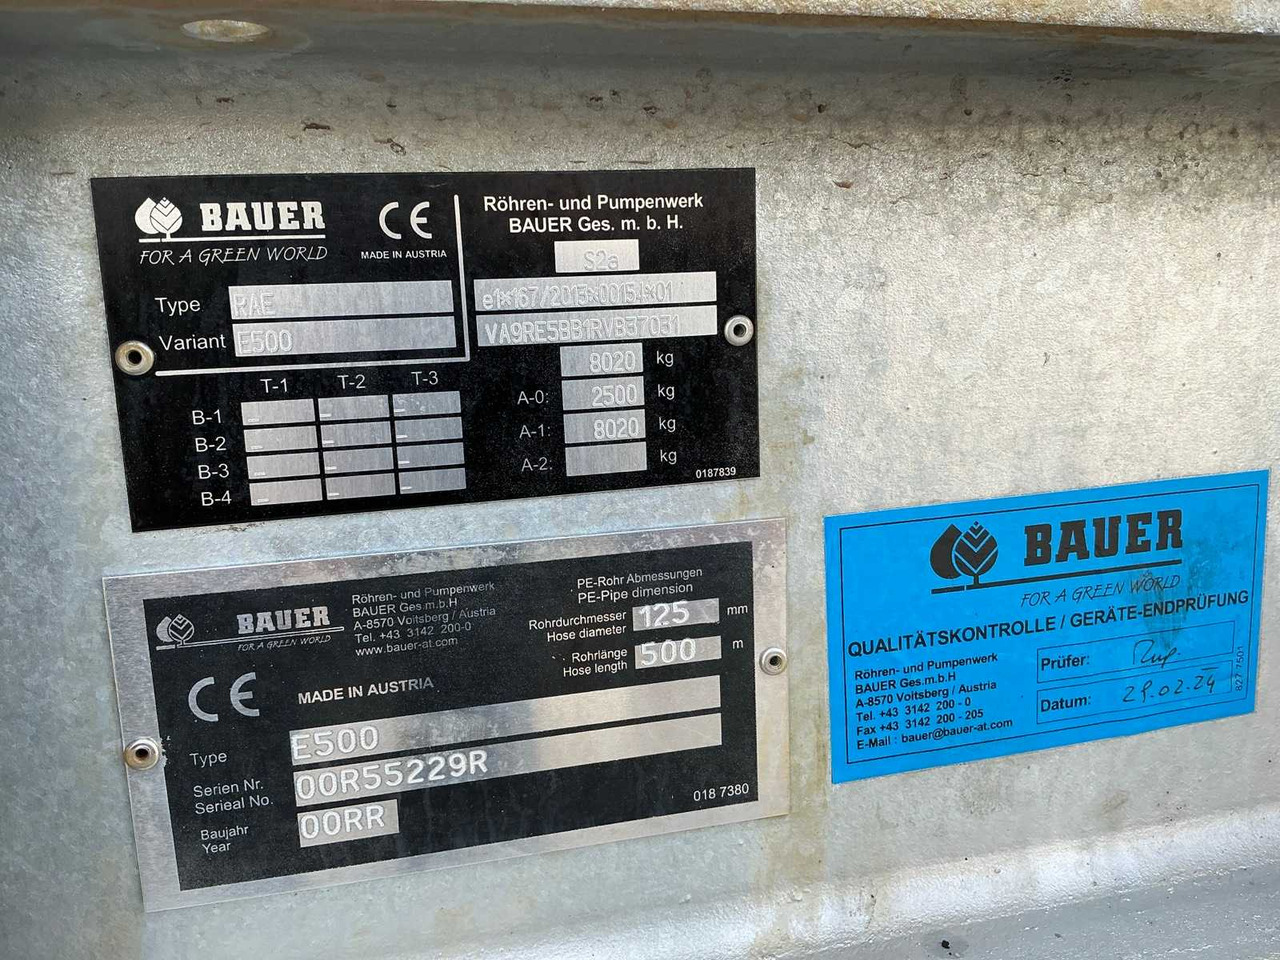 BAUER
FOR A GREEN WORLD
CE
MADE IN AUSTRIA
Type RAE
Variant E500
T-1 T-2 T-3
B-1 - - -
B-2 - - -
B-3 - - -
B-4 - - -
Röhren- und Pumpenwerk
BAUER Ges. m. b. H.
S2a
e1*167/2013*00154*01
VA9RE5BB1RVB37031
8020 kg
A-0: 2500 kg
A-1: 8020 kg
A-2: kg
0187839
BAUER
FOR A GREEN WORLD
Röhren- und Pumpenwerk
BAUER Ges.m.b.H
A-8570 Voitsberg / Austria
Tel. +43 3142 200-0
www.bauer-at.com
PE-Rohr Abmessungen
PE-Pipe dimension
Rohrdurchmesser
Hose diameter 125 mm
Rohrlänge
Hose length 500 m
CE
MADE IN AUSTRIA
Type E500
Serien Nr.
Serieal No. 00R55229R
Baujahr
Year 00RR
018 7380
BAUER
FOR A GREEN WORLD
QUALITÄTSKONTROLLE / GERÄTE-ENDPRÜFUNG
Röhren- und Pumpenwerk
BAUER Ges.m.b.H
A-8570 Voitsberg / Austria
Tel. +43 3142 200 - 0
Fax +43 3142 200 - 205
E-Mail : bauer@bauer-at.com
Prüfer:
Datum: 29.02.24
827 7501